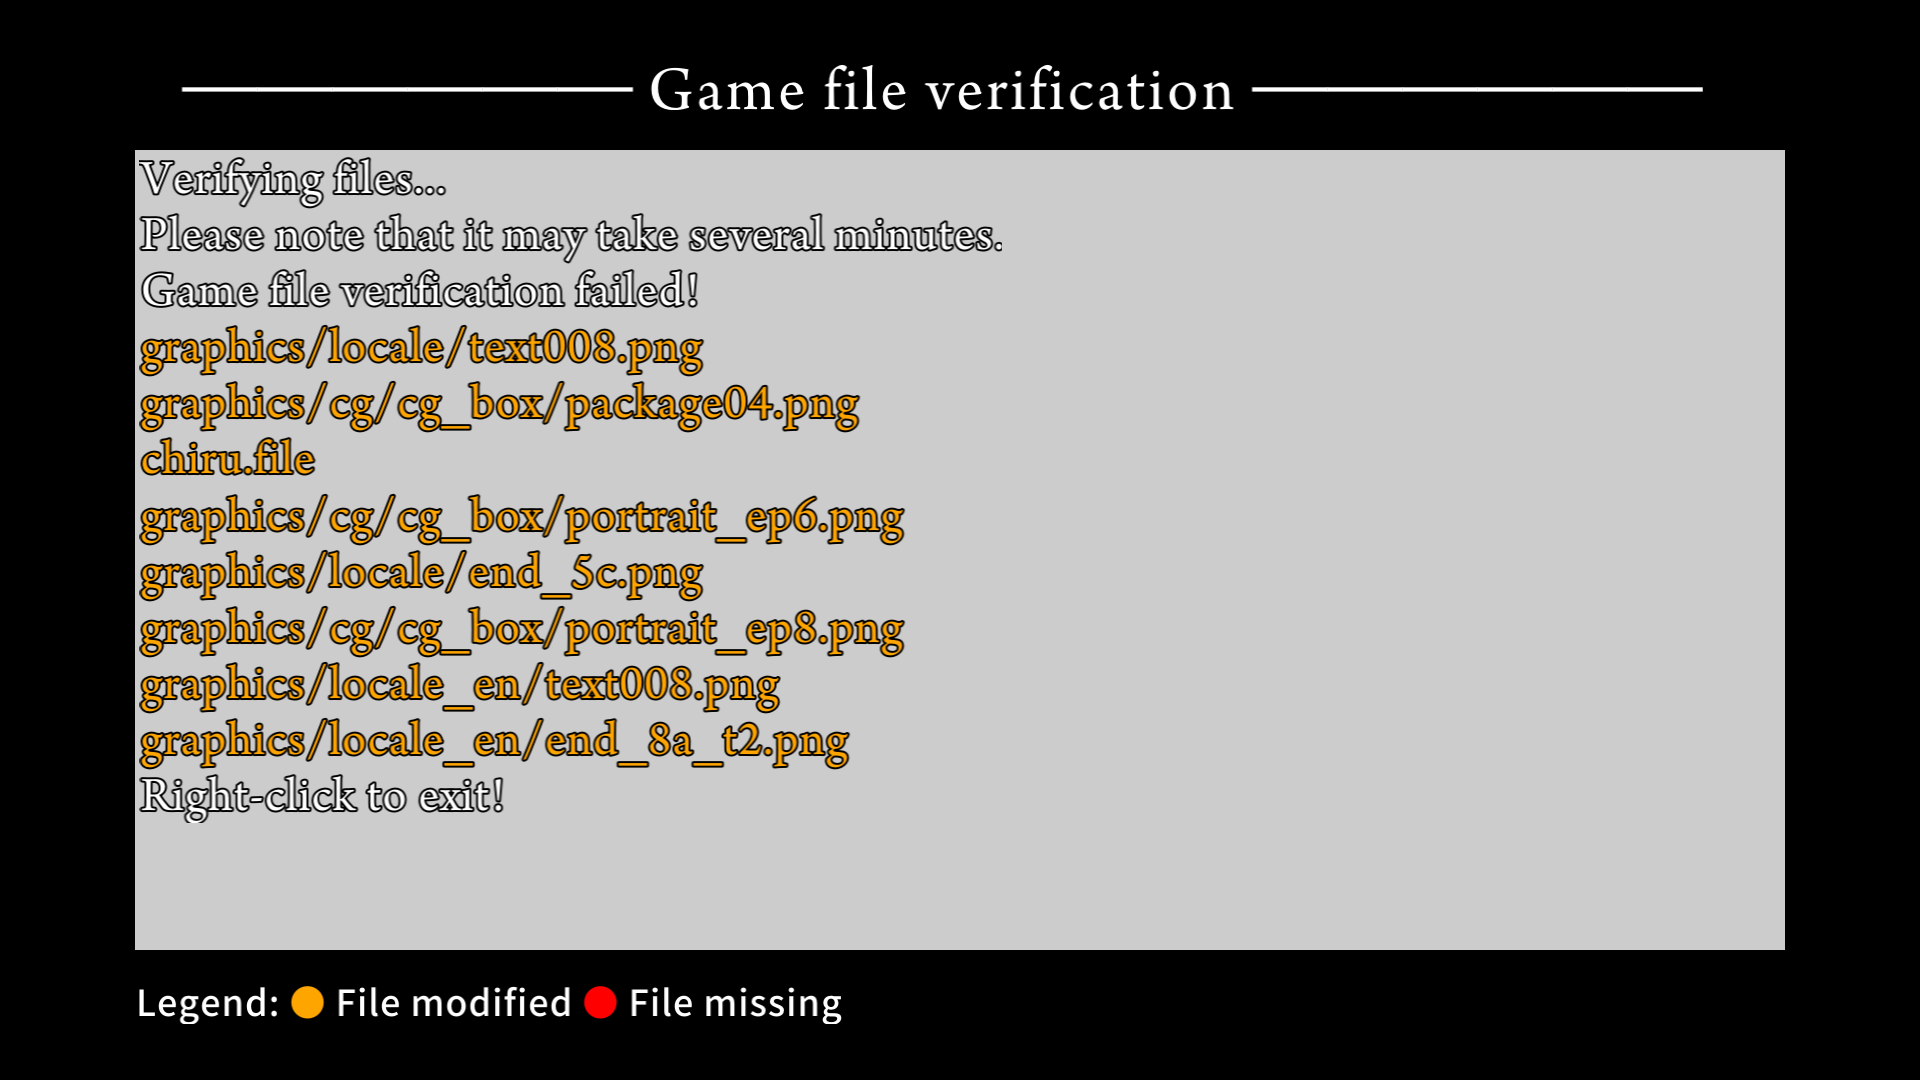 Game file verification
Verifying files...
Please note that it may take several minutes.
Game file verification failed!
graphics/locale/text008.png
graphics/cg/cg_box/package04.png
chiru.file
graphics/cg/cg_box/portrait_ep6.png
graphics/locale/end_5c.png
graphics/cg/cg_box/portrait_ep8.png
graphics/locale_en/text008.png
graphics/locale_en/end_8a_t2.png
Right-click to exit!
Legend: File modified File missing